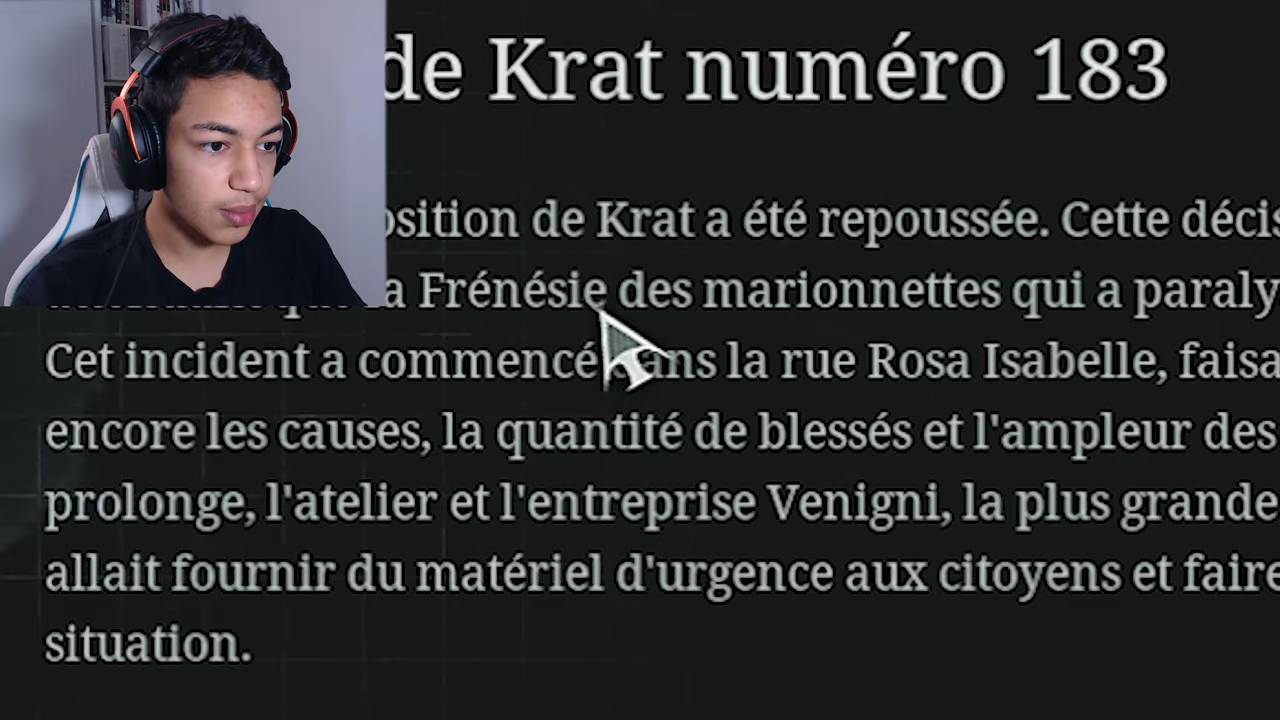 de Krat numéro 183
osition de Krat a été repoussée. Cette décis
a Frénésie des marionnettes qui a paraly
Cet incident a commencé dans la rue Rosa Isabelle, faisa
encore les causes, la quantité de blessés et l'ampleur des
prolonge, l'atelier et l'entreprise Venigni, la plus grande
allait fournir du matériel d'urgence aux citoyens et faire
situation.